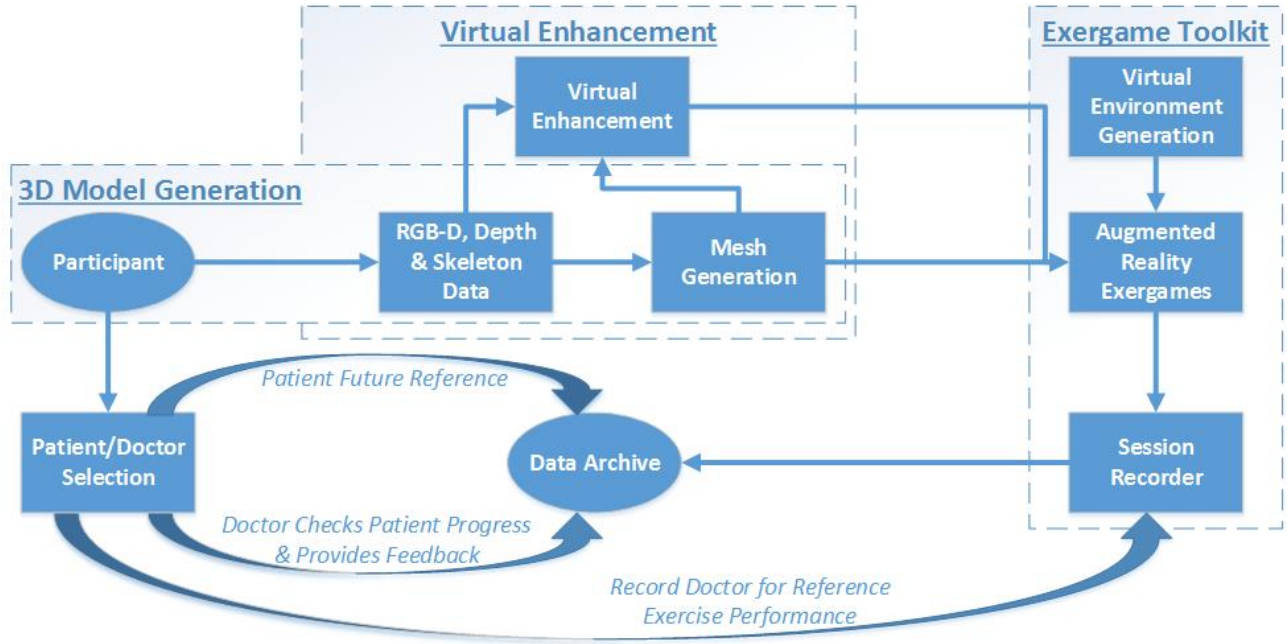 Virtual Enhancement
Exergame Toolkit
Virtual
Enhancement
Virtual
Environment
Generation
3D Model Generation
Participant
RGB-D, Depth
& Skeleton
Data
Mesh
Generation
Augmented
Reality
Exergames
Patient Future Reference
Patient/Doctor
Selection
Data Archive
Session
Recorder
Doctor Checks Patient Progress
& Provides Feedback
Record Doctor for Reference
Exercise Performance